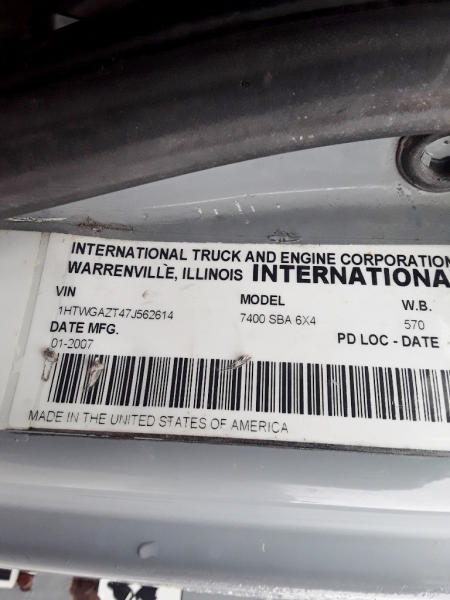 INTERNATIONAL TRUCK AND ENGINE CORPORATION
WARRENVILLE, ILLINOIS INTERNATIONA
VIN MODEL W.B.
1HTWGAZT47J562614 7400 SBA 6X4 570
DATE MFG. PD LOC - DATE
01-2007
MADE IN THE UNITED STATES OF AMERICA